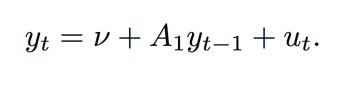 yₜ = ν + A₁yₜ₋₁ + uₜ.